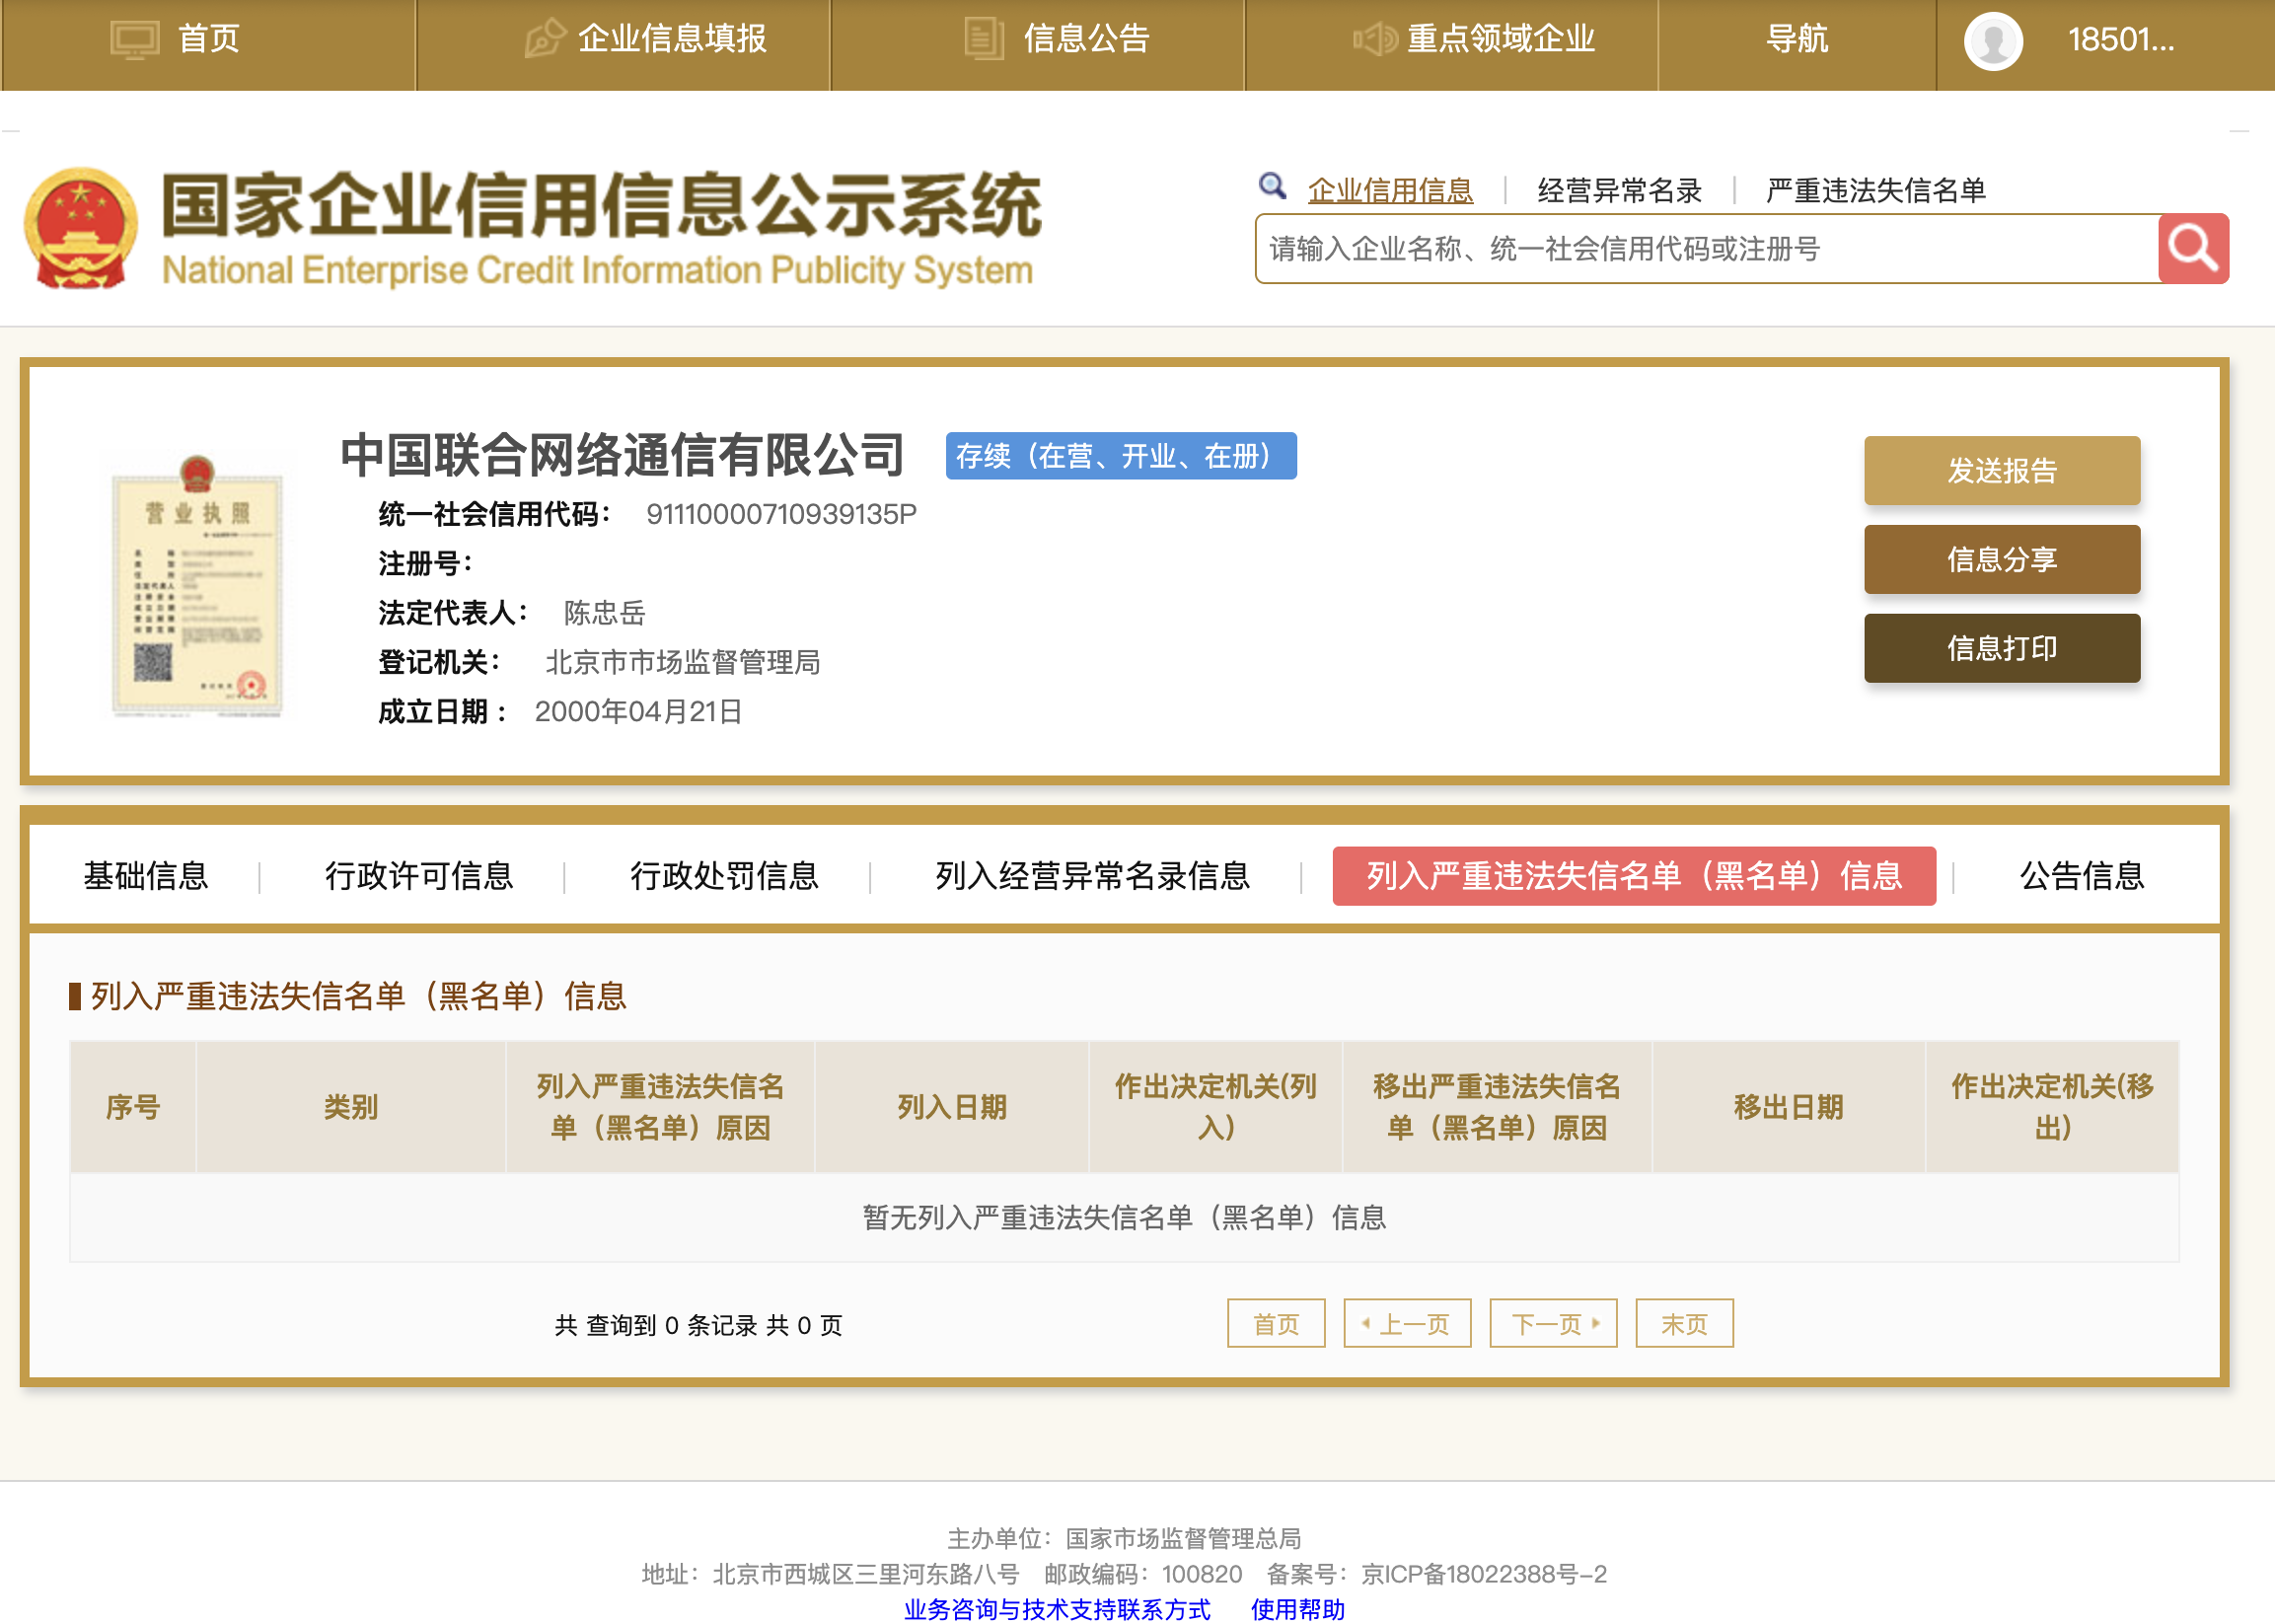 首页
企业信息填报
信息公告
重点领域企业
导航
18501...
国家企业信用信息公示系统
National Enterprise Credit Information Publicity System
企业信用信息
经营异常名录
严重违法失信名单
请输入企业名称、统一社会信用代码或注册号
营业执照
中国联合网络通信有限公司
存续（在营、开业、在册）
统一社会信用代码： 91110000710939135P
注册号：
法定代表人： 陈忠岳
登记机关： 北京市市场监督管理局
成立日期： 2000年04月21日
发送报告
信息分享
信息打印
基础信息
行政许可信息
行政处罚信息
列入经营异常名录信息
列入严重违法失信名单（黑名单）信息
公告信息
列入严重违法失信名单（黑名单）信息
序号
类别
列入严重违法失信名
单（黑名单）原因
列入日期
作出决定机关(列
入)
移出严重违法失信名
单（黑名单）原因
移出日期
作出决定机关(移
出)
暂无列入严重违法失信名单（黑名单）信息
共 查询到 0 条记录 共 0 页
首页
上一页
下一页
末页
主办单位：国家市场监督管理总局
地址：北京市西城区三里河东路八号 邮政编码：100820 备案号：京ICP备18022388号-2
业务咨询与技术支持联系方式 使用帮助